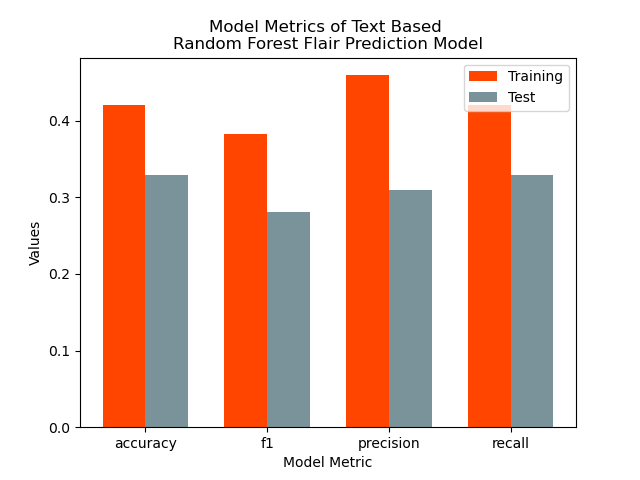 Model Metrics of Text Based
Random Forest Flair Prediction Model
Training
Test
Values
0.4
0.3
0.2
0.1
0.0
accuracy
f1
precision
recall
Model Metric